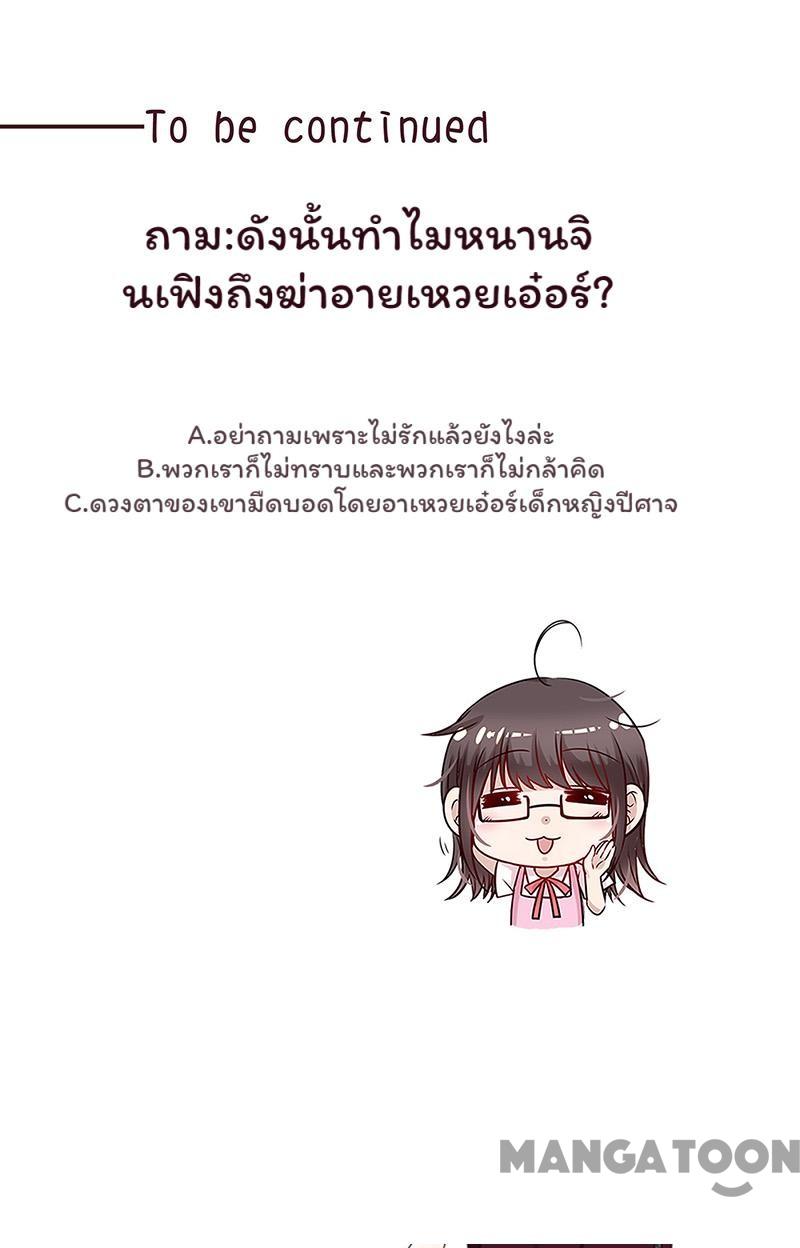 To be continued
ถาม:ดังนั้นทำไมหนานจิ
นเฟิงถึงฆ่าอายเหวยเอ๋อร์?
A.อย่าถามเพราะไม่รักแล้วยังไงล่ะ
B.พวกเราก็ไม่ทราบและพวกเราก็ไม่กล้าคิด
C.ดวงตาของเขามืดบอดโดยอาเหวยเอ๋อร์เด็กหญิงปีศาจ
MANGATOON